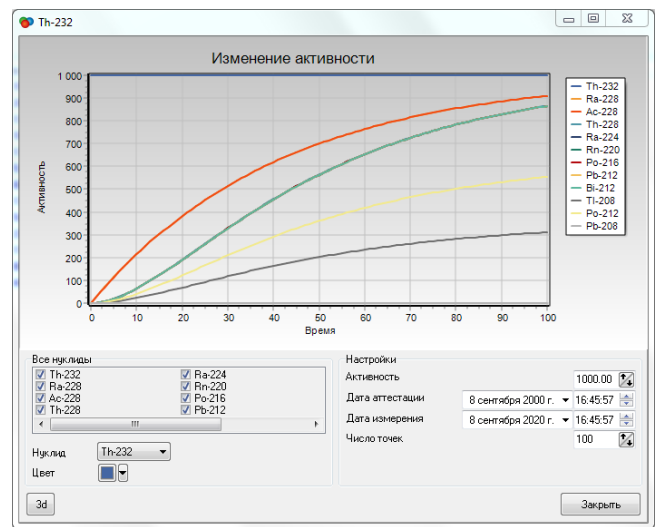 Th-232
Изменение активности
1 000
900
800
700
600
500
400
300
200
100
0
Активность
0 10 20 30 40 50 60 70 80 90 100
Время
Th-232
Ra-228
Ac-228
Th-228
Ra-224
Rn-220
Po-216
Pb-212
Bi-212
Tl-208
Po-212
Pb-208
Все нуклиды
Th-232 Ra-224
Ra-228 Rn-220
Ac-228 Po-216
Th-228 Pb-212
Нуклид Th-232
Цвет
Настройки
Активность 1000.00
Дата аттестации 8 сентября 2000 г. 16:45:57
Дата измерения 8 сентября 2020 г. 16:45:57
Число точек 100
3d
Закрыть